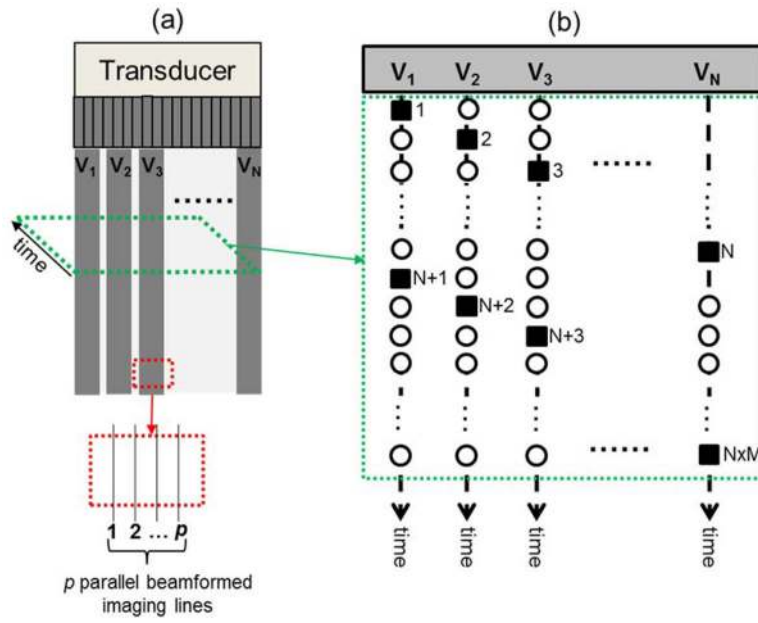 (a)
Transducer
V1 V2 V3 ........ VN
time
1 2 ... p
p parallel beamformed
imaging lines
(b)
V1 V2 V3 VN
1
2
3 ........
N
N+1
N+2
N+3
........ NxM
time time time time